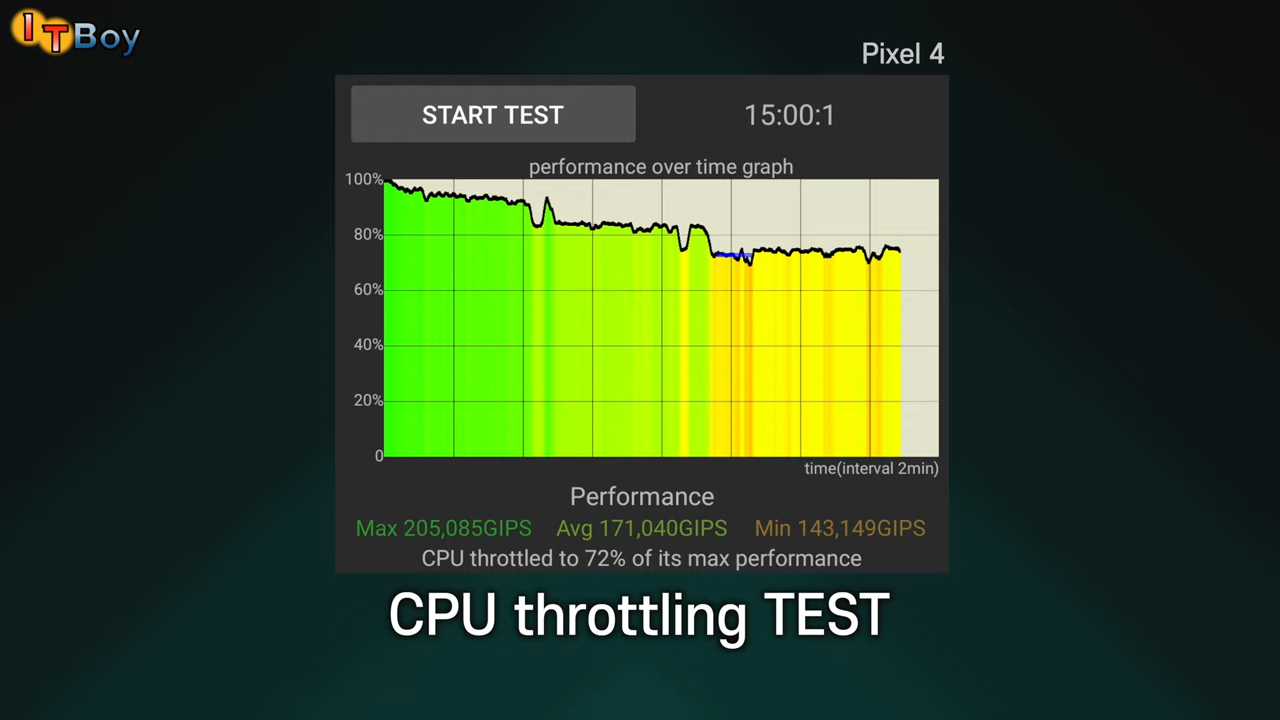 ITBoy
Pixel 4
START TEST
15:00:1
performance over time graph
100%
80%
60%
40%
20%
0
time(interval 2min)
Performance
Max 205,085GIPS Avg 171,040GIPS Min 143,149GIPS
CPU throttled to 72% of its max performance
CPU throttling TEST